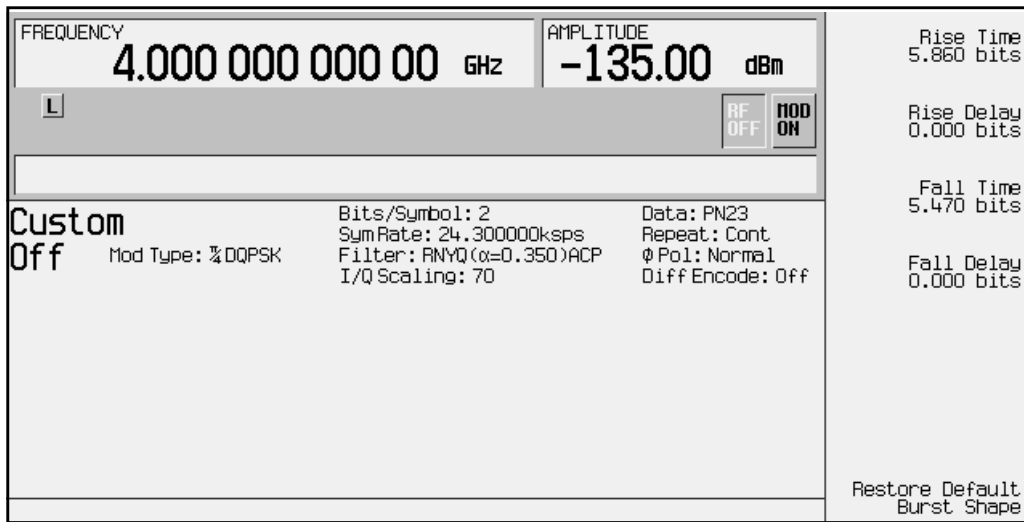 FREQUENCY
4.000 000 000 00 GHz
AMPLITUDE
-135.00 dBm
L
RF OFF
MOD ON
Custom
Off
Mod Type: π/4 DQPSK
Bits/Symbol: 2
Sym Rate: 24.300000ksps
Filter: RNYQ(α=0.350)ACP
I/Q Scaling: 70
Data: PN23
Repeat: Cont
Φ Pol: Normal
Diff Encode: Off
Rise Time
5.860 bits
Rise Delay
0.000 bits
Fall Time
5.470 bits
Fall Delay
0.000 bits
Restore Default
Burst Shape